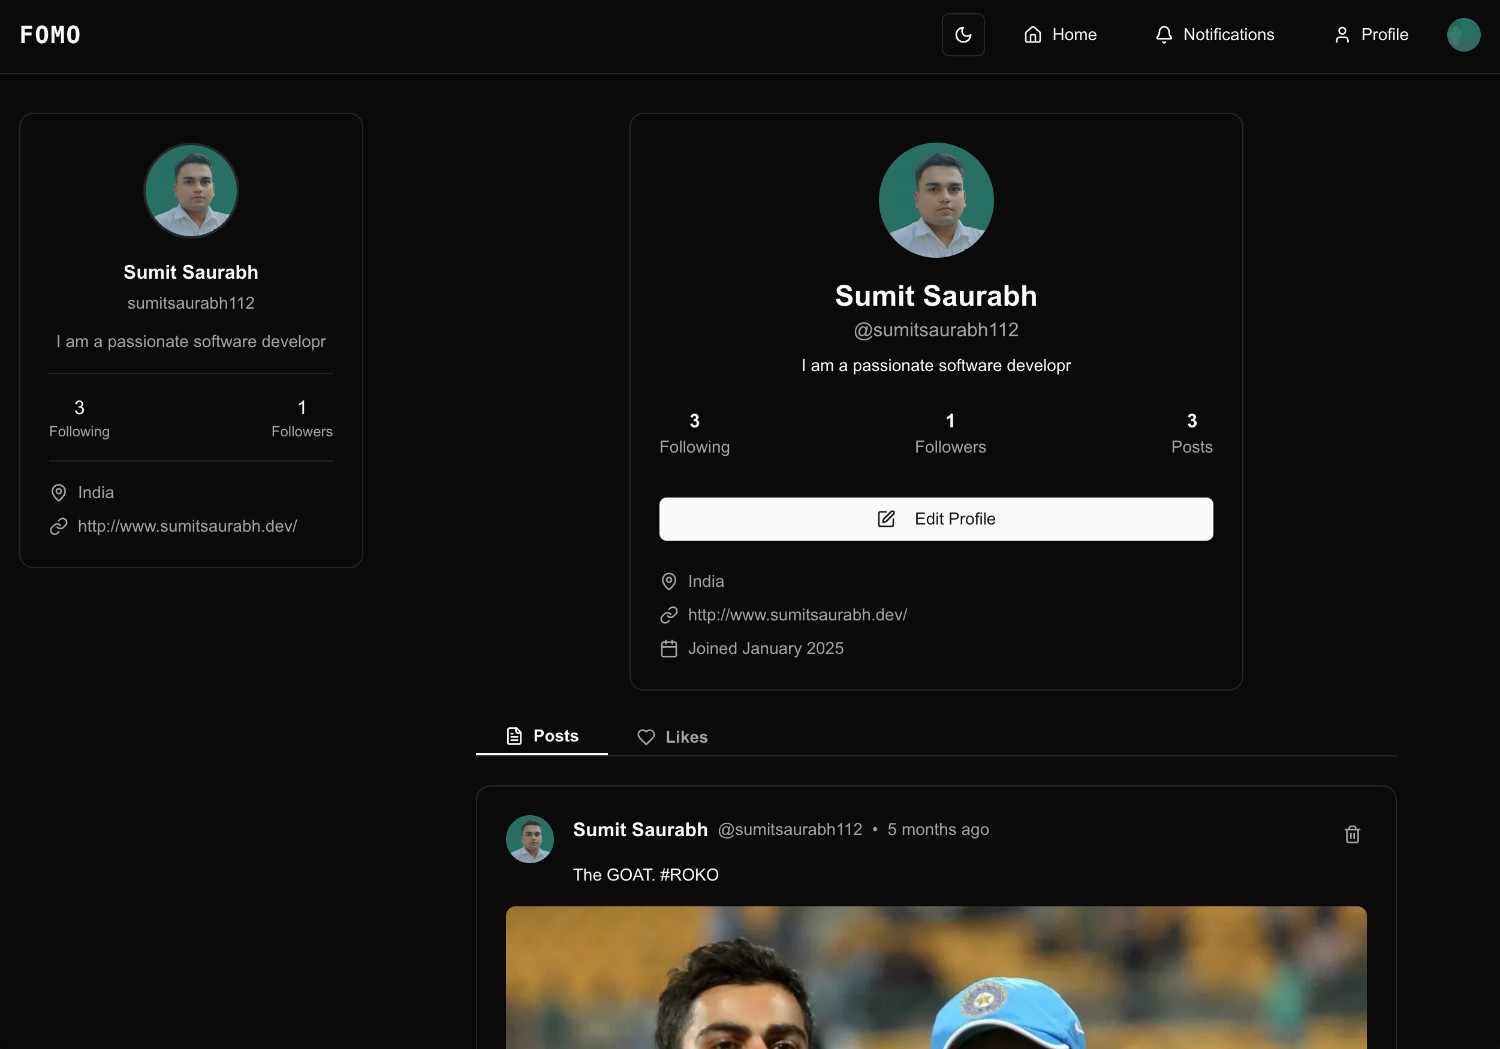 FOMO
Home
Notifications
Profile
Sumit Saurabh
sumitsaurabh112
I am a passionate software developr
3
Following
1
Followers
India
http://www.sumitsaurabh.dev/
Sumit Saurabh
@sumitsaurabh112
I am a passionate software developr
3
Following
1
Followers
3
Posts
Edit Profile
India
http://www.sumitsaurabh.dev/
Joined January 2025
Posts
Likes
Sumit Saurabh @sumitsaurabh112 • 5 months ago
The GOAT. #ROKO